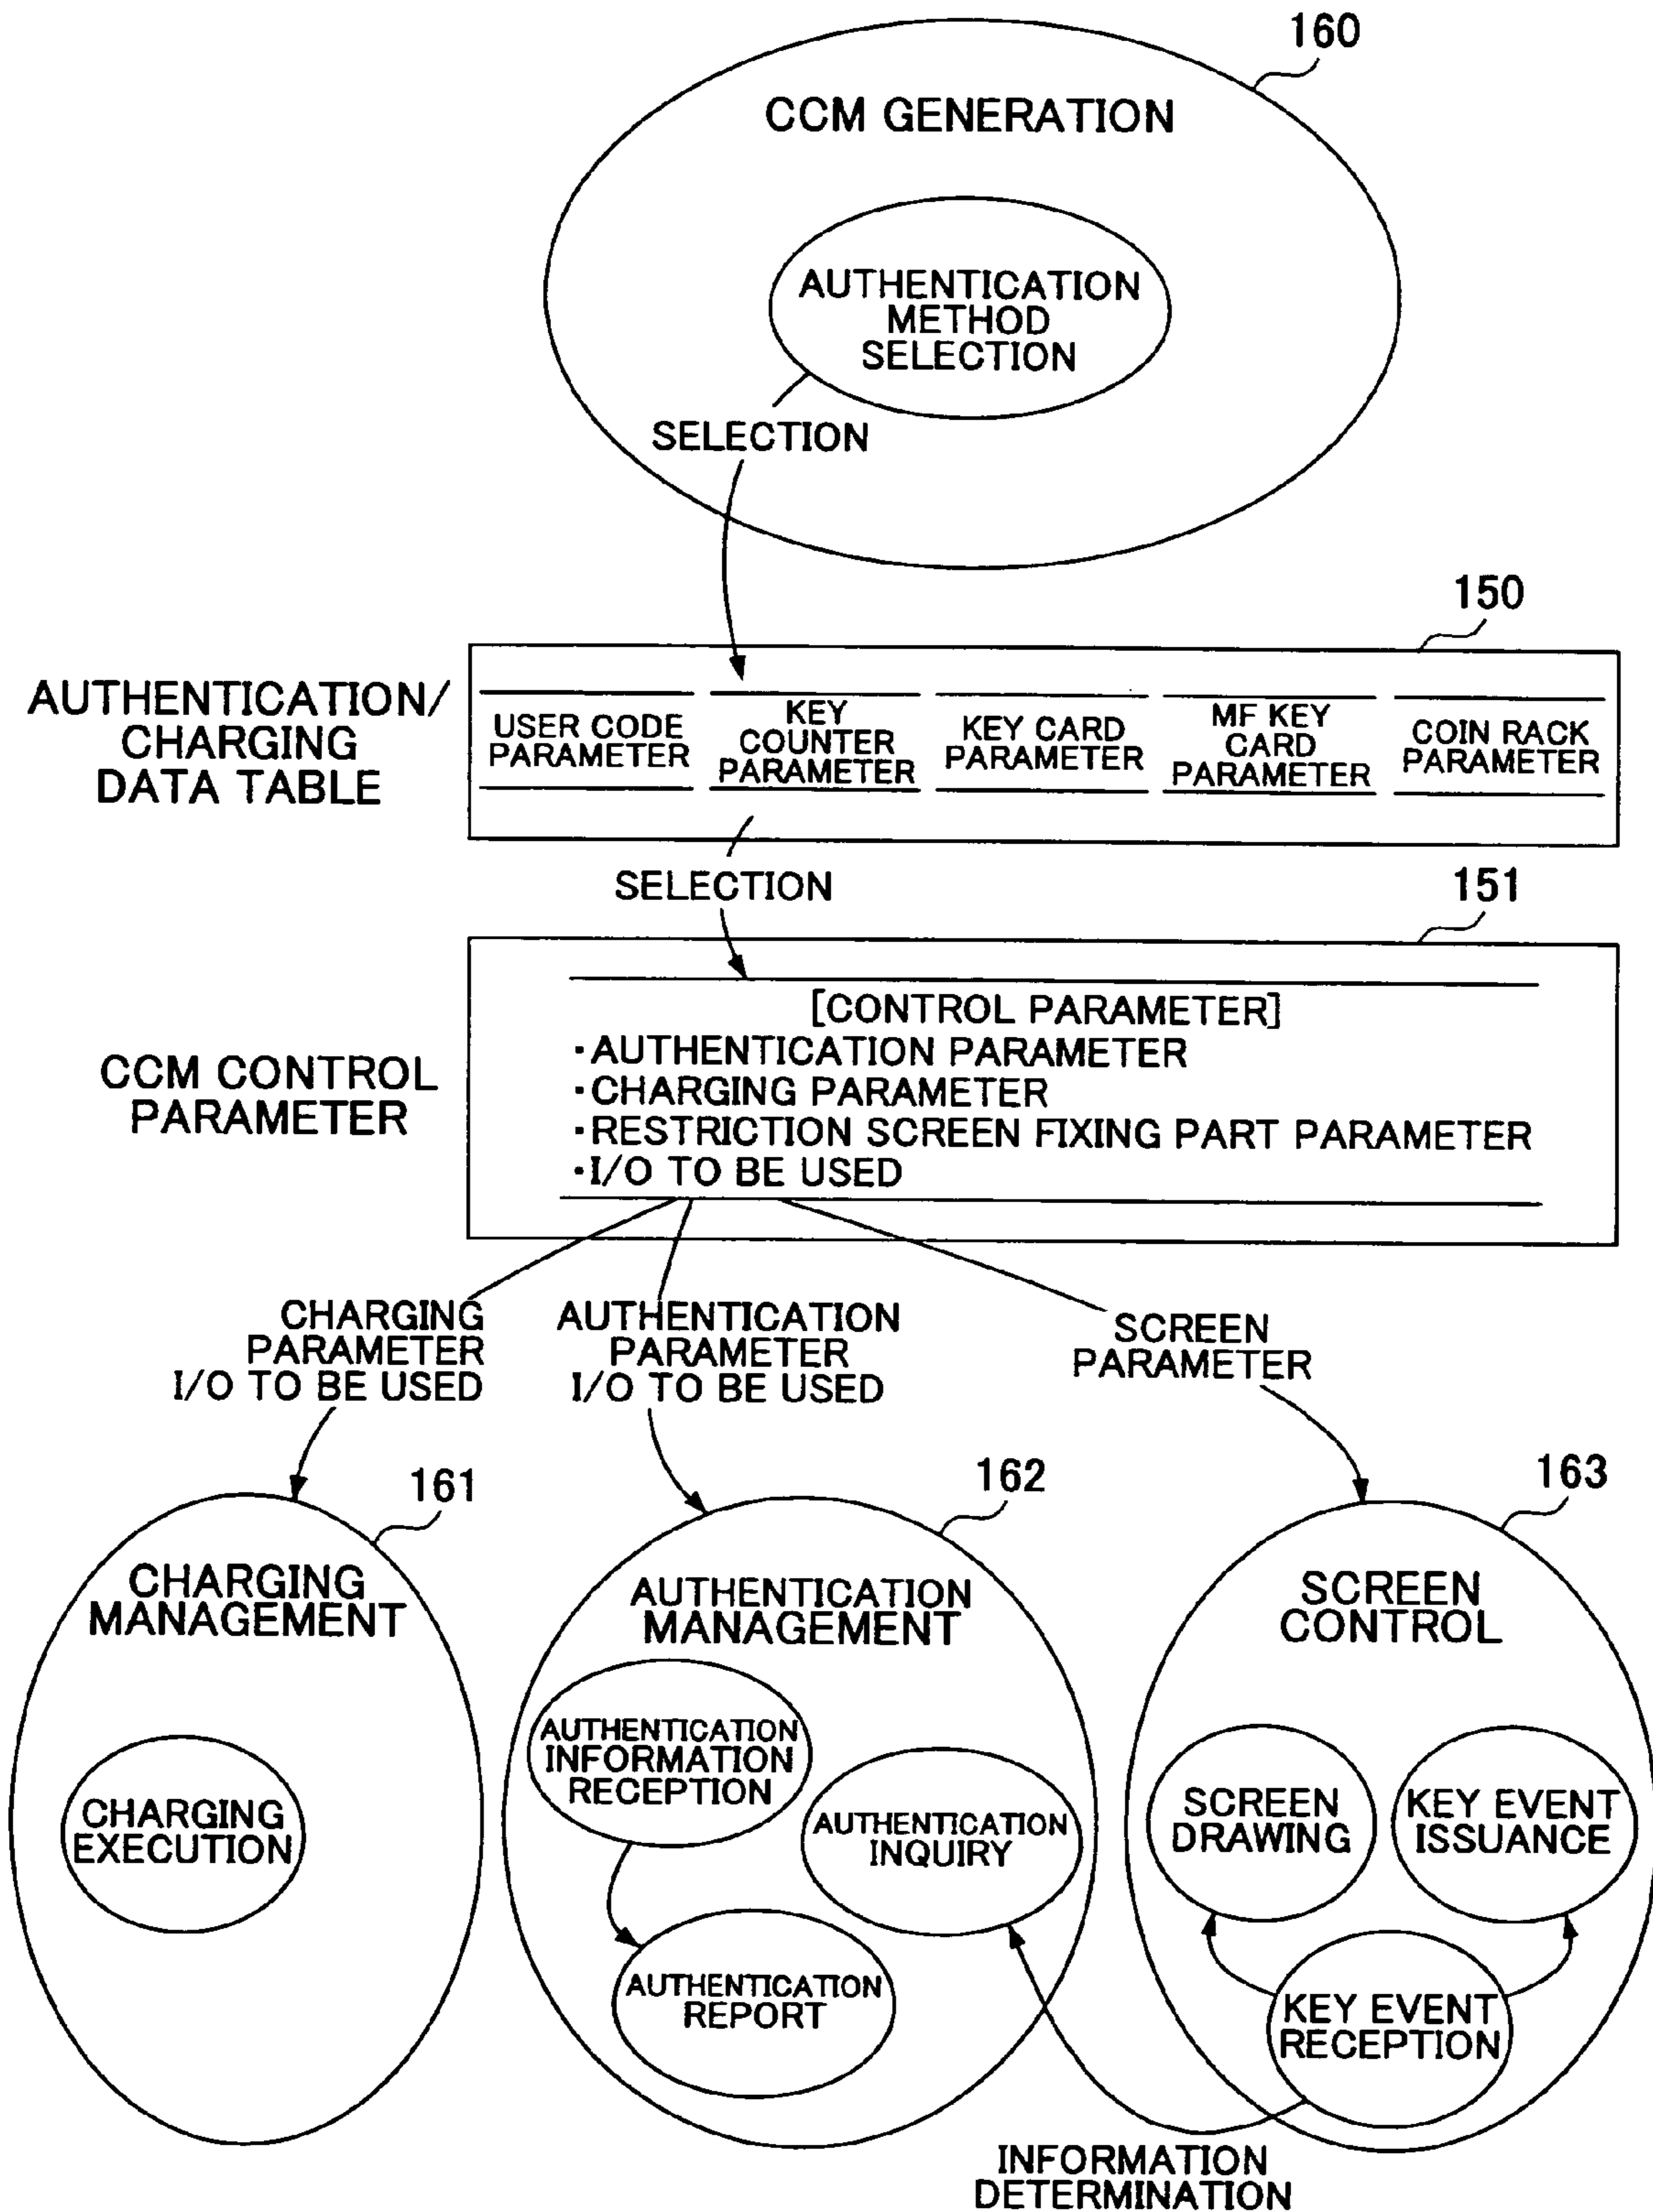 160
CCM GENERATION
AUTHENTICATION
METHOD
SELECTION
SELECTION
150
AUTHENTICATION/
CHARGING
DATA TABLE
USER CODE
PARAMETER
KEY
COUNTER
PARAMETER
KEY CARD
PARAMETER
MF KEY
CARD
PARAMETER
COIN RACK
PARAMETER
SELECTION
151
CCM CONTROL
PARAMETER
[CONTROL PARAMETER]
・AUTHENTICATION PARAMETER
・CHARGING PARAMETER
・RESTRICTION SCREEN FIXING PART PARAMETER
・I/O TO BE USED
CHARGING
PARAMETER
I/O TO BE USED
AUTHENTICATION
PARAMETER
I/O TO BE USED
SCREEN
PARAMETER
161
CHARGING
MANAGEMENT
CHARGING
EXECUTION
162
AUTHENTICATION
MANAGEMENT
AUTHENTICATION
INFORMATION
RECEPTION
AUTHENTICATION
INQUIRY
AUTHENTICATION
REPORT
163
SCREEN
CONTROL
SCREEN
DRAWING
KEY EVENT
ISSUANCE
KEY EVENT
RECEPTION
INFORMATION
DETERMINATION